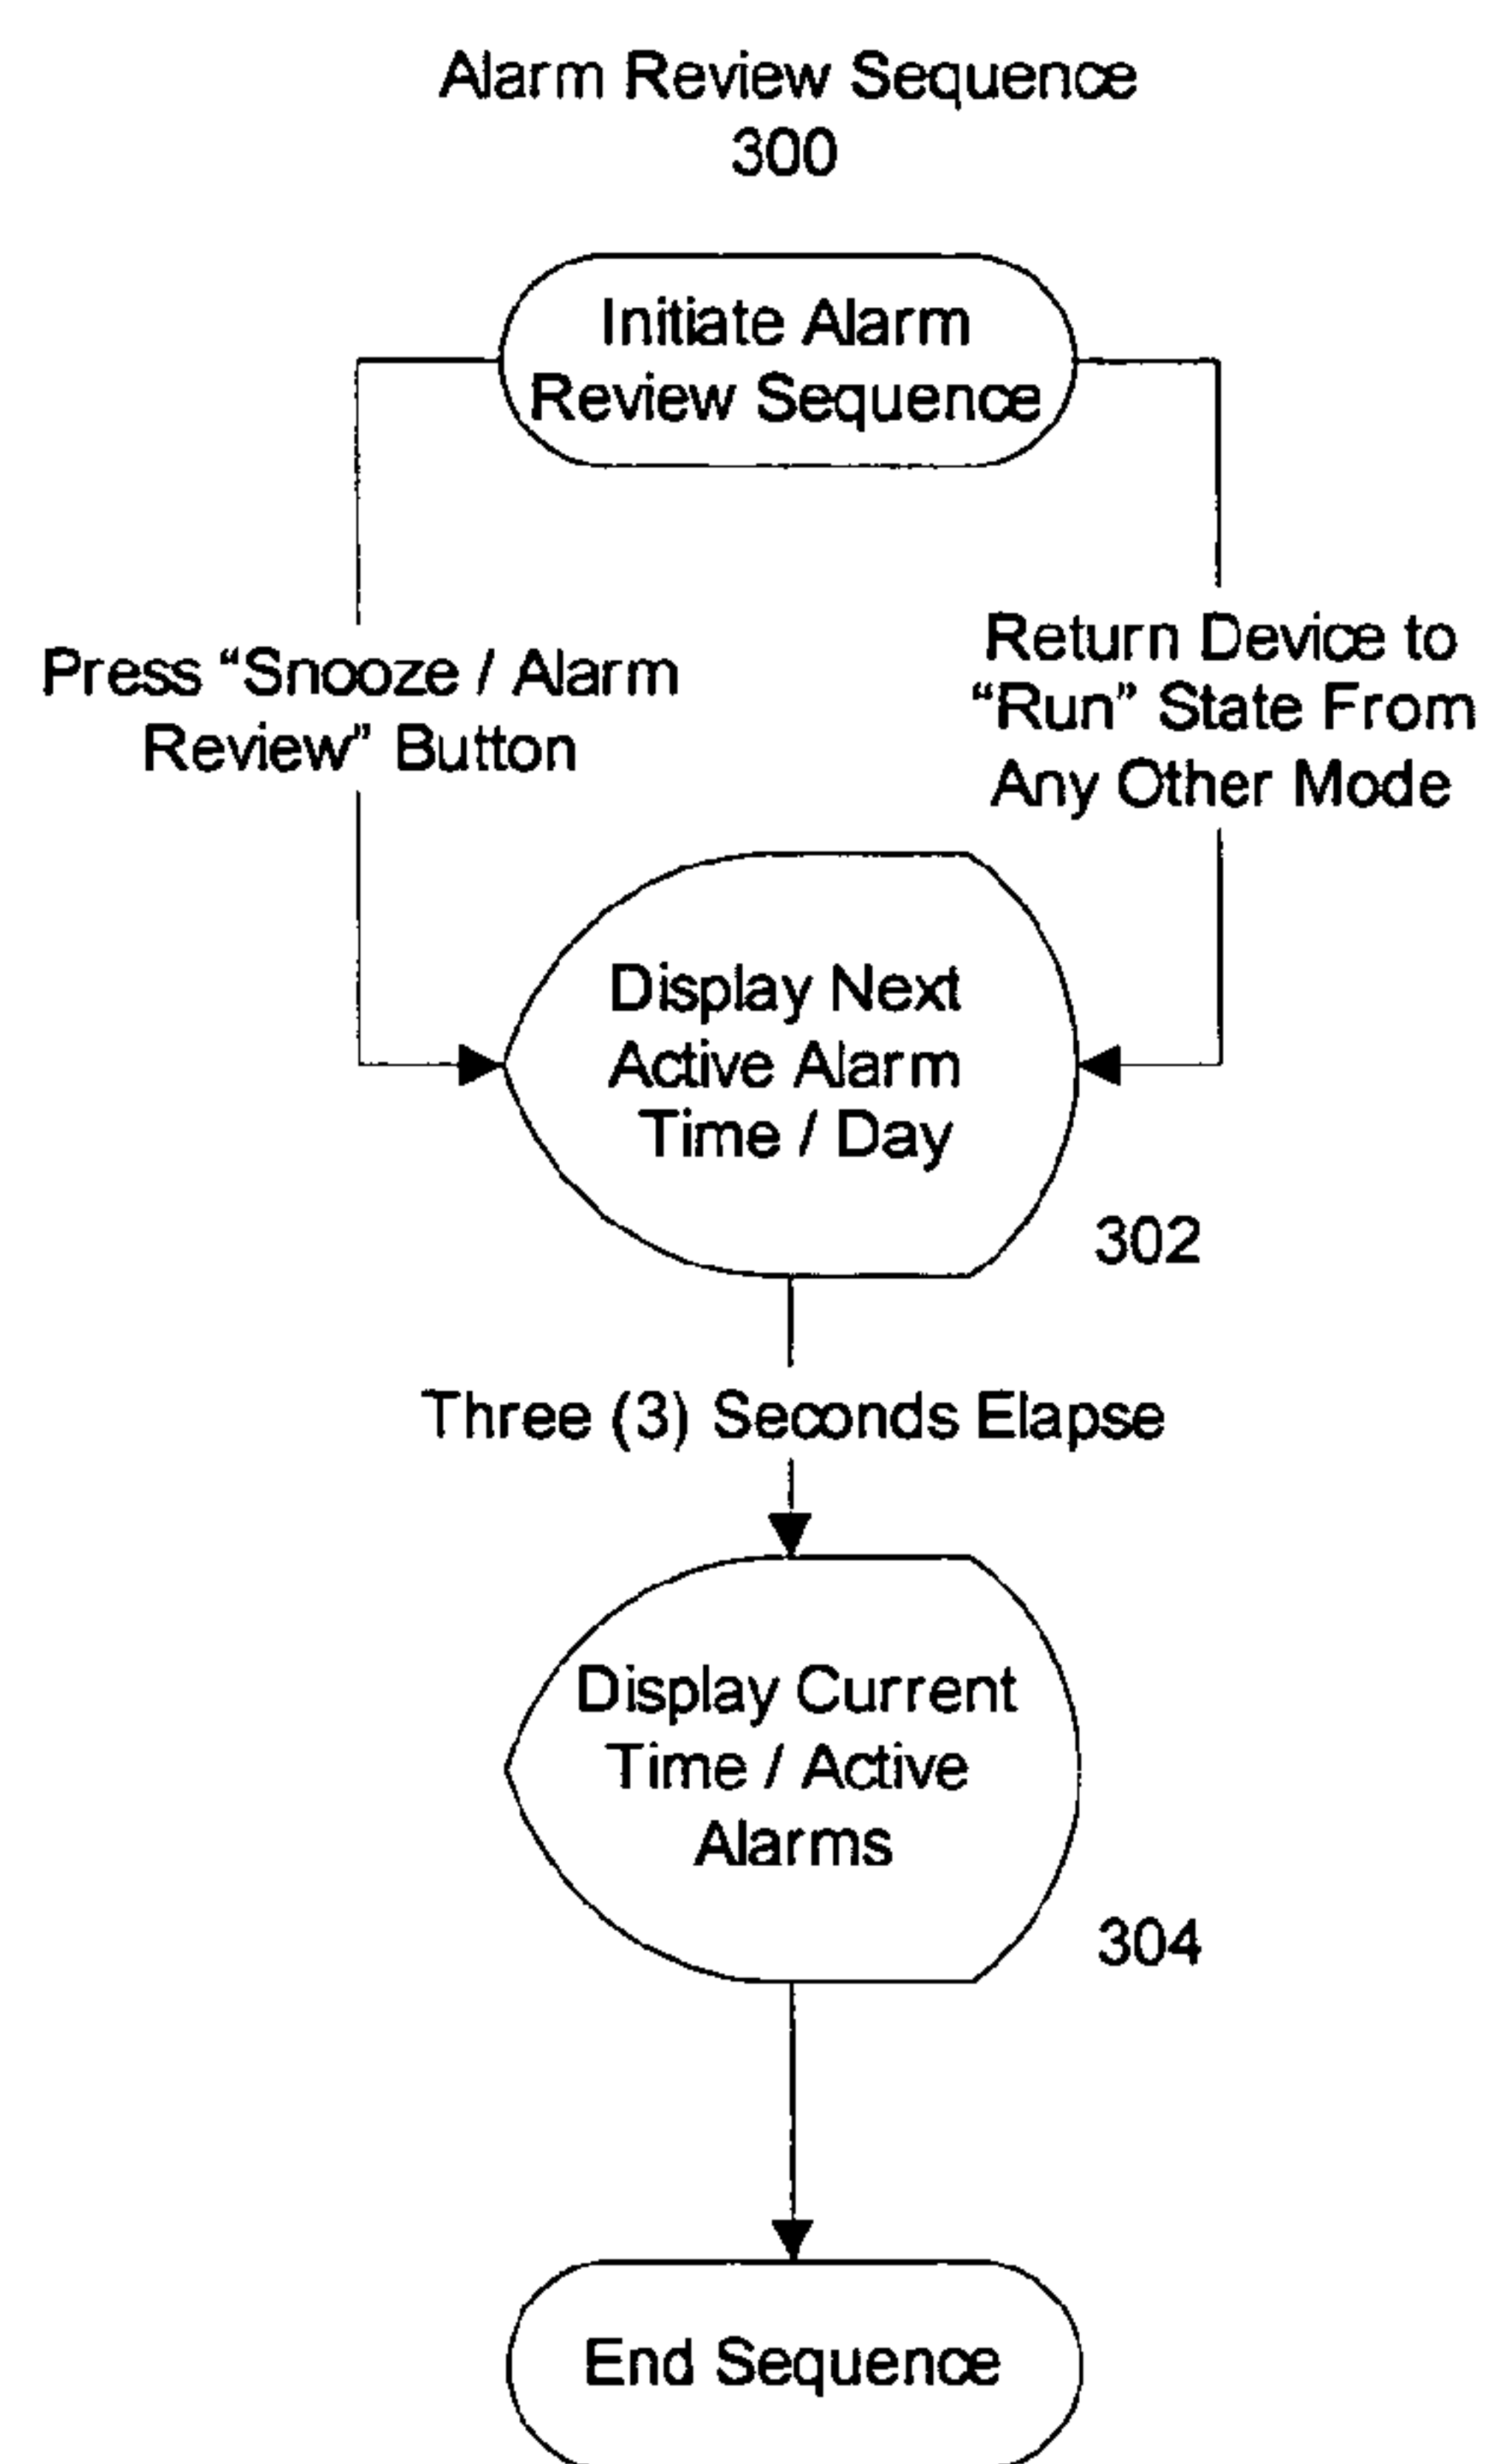 Alarm Review Sequence
300
Initiate Alarm
Review Sequence
Press “Snooze / Alarm
Review” Button
Return Device to
“Run” State From
Any Other Mode
Display Next
Active Alarm
Time / Day
302
Three (3) Seconds Elapse
Display Current
Time / Active
Alarms
304
End Sequence